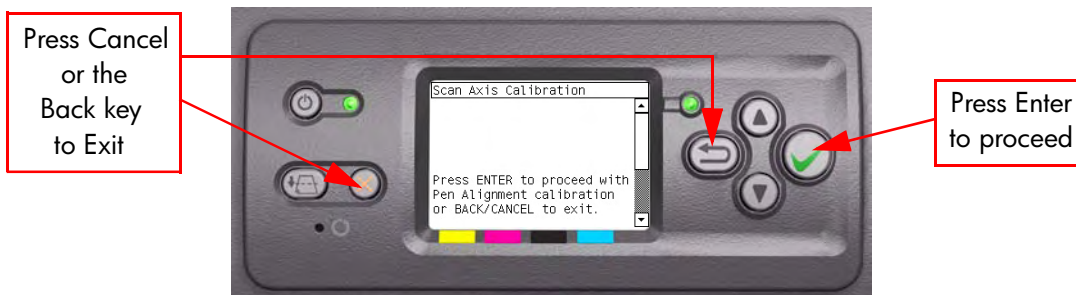 Press Cancel
or the
Back key
to Exit
Scan Axis Calibration
Press ENTER to proceed with
Pen Alignment calibration
or BACK/CANCEL to exit.
Press Enter
to proceed